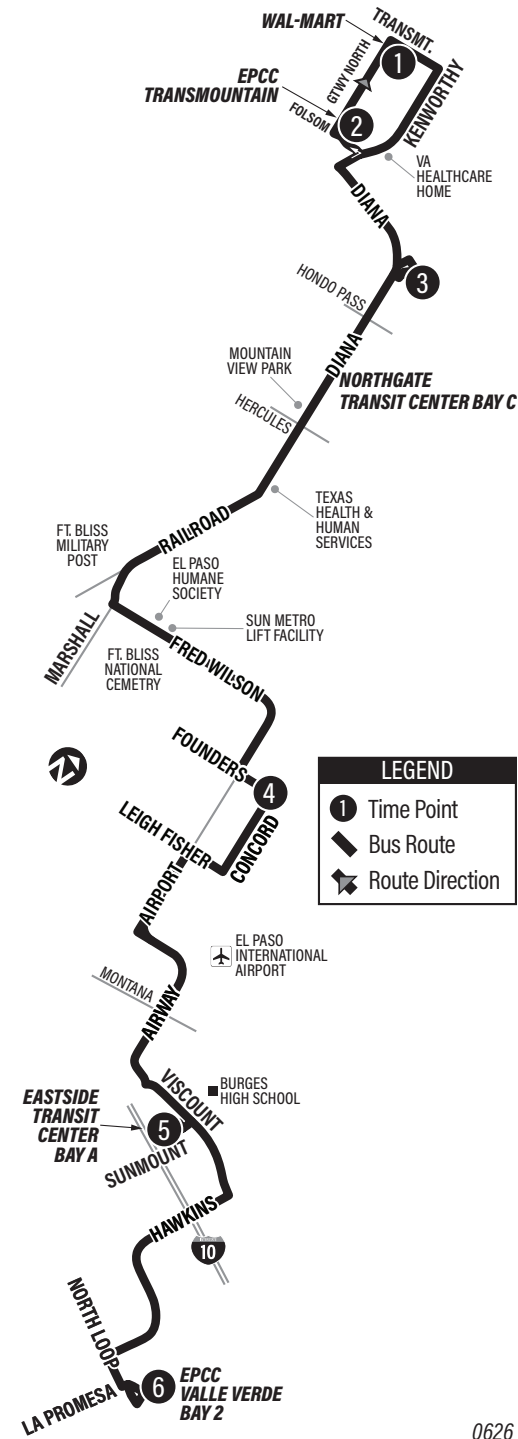 WAL-MART
TRANSMT.
1
GTWY NORTH
EPCC
TRANSMOUNTAIN
FOLSOM
2
KENWORTHY
VA
HEALTHCARE
HOME
DIANA
3
HONDO PASS
DIANA
MOUNTAIN
VIEW PARK
NORTHGATE
TRANSIT CENTER BAY C
HERCULES
TEXAS
HEALTH &
HUMAN
SERVICES
RAILROAD
FT. BLISS
MILITARY
POST
EL PASO
HUMANE
SOCIETY
SUN METRO
LIFT FACILITY
MARSHALL
FT. BLISS
NATIONAL
CEMETRY
FRED WILSON
FOUNDERS
4
LEIGH FISHER
CONCORD
LEGEND
1 Time Point
Bus Route
Route Direction
AIRPORT
EL PASO
INTERNATIONAL
AIRPORT
MONTANA
AIRWAY
VISCOUNT
BURGES
HIGH SCHOOL
EASTSIDE
TRANSIT
CENTER
BAY A
5
SUNMOUNT
HAWKINS
10
NORTH LOOP
LA PROMESA
6
EPCC
VALLE VERDE
BAY 2
0626